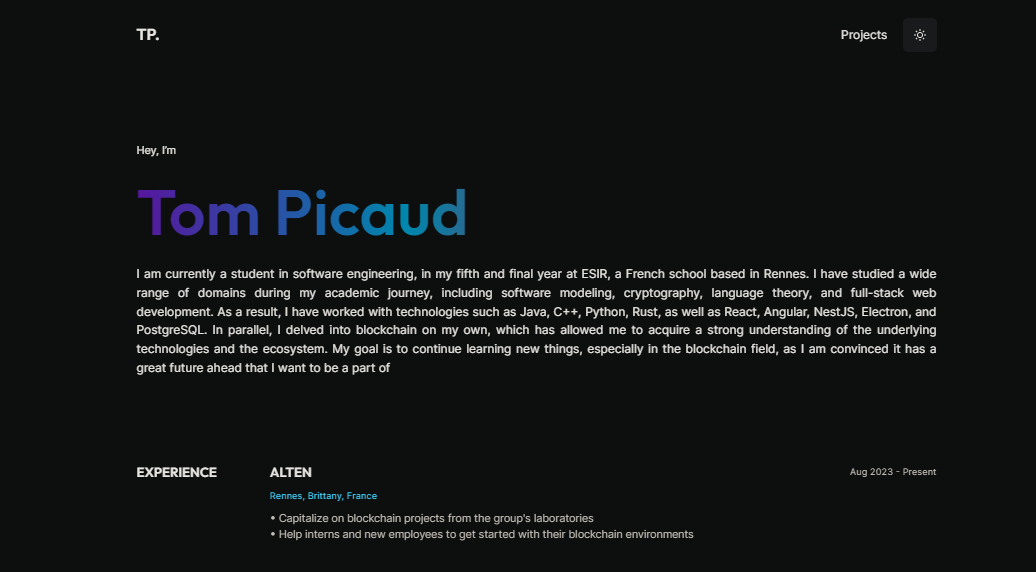 TP.
Projects
Hey, I'm
Tom Picaud
I am currently a student in software engineering, in my fifth and final year at ESIR, a French school based in Rennes. I have studied a wide
range of domains during my academic journey, including software modeling, cryptography, language theory, and full-stack web
development. As a result, I have worked with technologies such as Java, C++, Python, Rust, as well as React, Angular, NestJS, Electron, and
PostgreSQL. In parallel, I delved into blockchain on my own, which has allowed me to acquire a strong understanding of the underlying
technologies and the ecosystem. My goal is to continue learning new things, especially in the blockchain field, as I am convinced it has a
great future ahead that I want to be a part of
EXPERIENCE
ALTEN
Aug 2023 - Present
Rennes, Brittany, France
• Capitalize on blockchain projects from the group's laboratories
• Help interns and new employees to get started with their blockchain environments